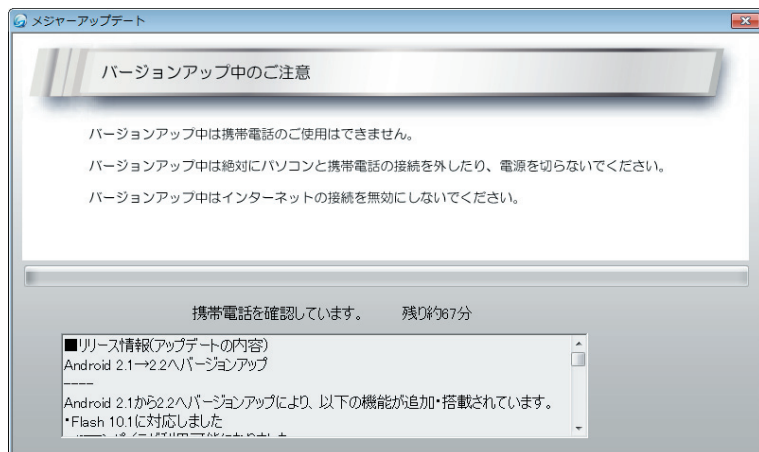 メジャーアップデート
バージョンアップ中のご注意
バージョンアップ中は携帯電話のご使用はできません。
バージョンアップ中は絶対にパソコンと携帯電話の接続を外したり、電源を切らないでください。
バージョンアップ中はインターネットの接続を無効にしないでください。
携帯電話を確認しています。 残り約67分
■リリース情報(アップデートの内容)
Android 2.1→2.2へバージョンアップ
----
Android 2.1から2.2へバージョンアップにより、以下の機能が追加・搭載されています。
・Flash 10.1に対応しました